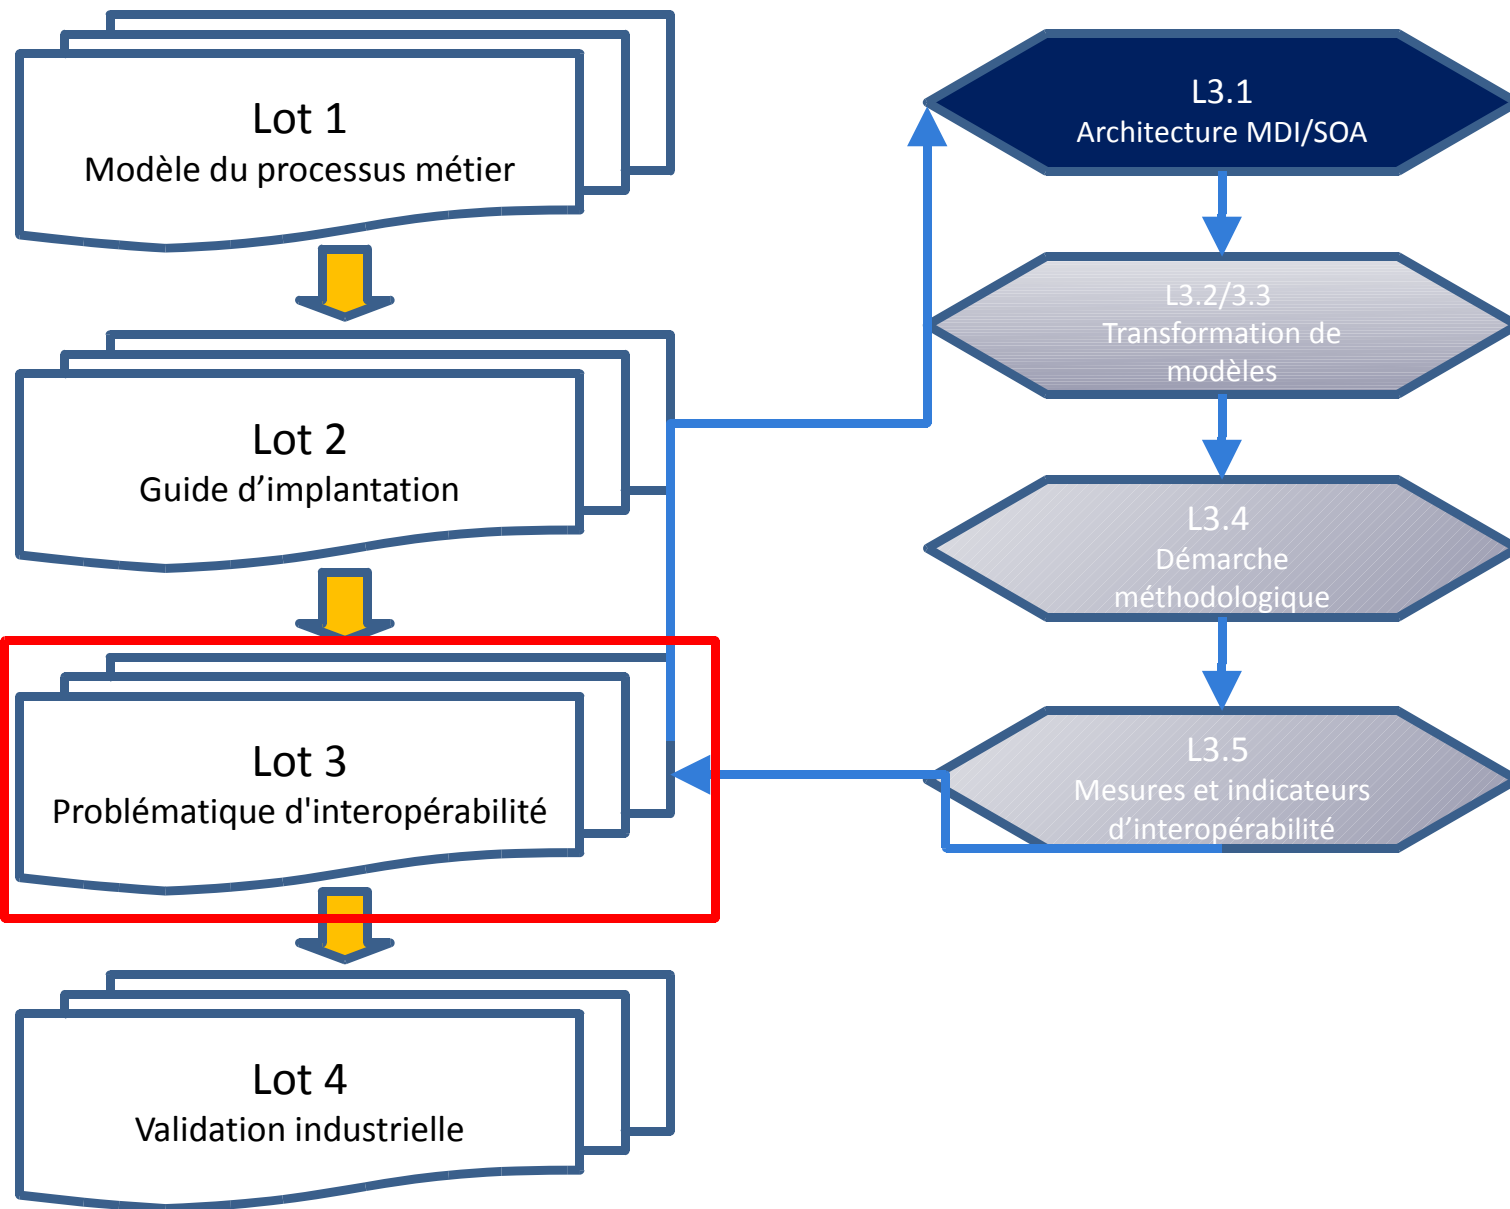 Lot 1
Modèle du processus métier
Lot 2
Guide d’implantation
Lot 3
Problématique d'interopérabilité
Lot 4
Validation industrielle
L3.1
Architecture MDI/SOA
L3.2/3.3
Transformation de
modèles
L3.4
Démarche
méthodologique
L3.5
Mesures et indicateurs
d’interopérabilité